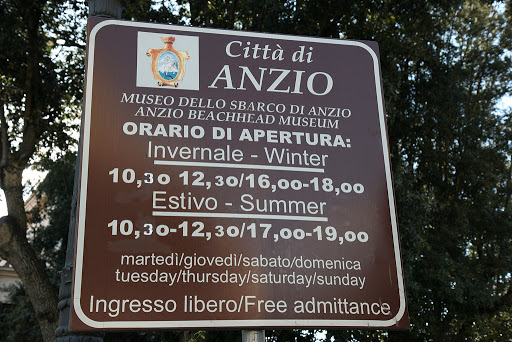 Città di
ANZIO
MUSEO DELLO SBARCO DI ANZIO
ANZIO BEACHHEAD MUSEUM
ORARIO DI APERTURA:
Invernale - Winter
10,30 12,30/16,00-18,00
Estivo - Summer
10,30-12,30/17,00-19,00
martedì/giovedì/sabato/domenica
tuesday/thursday/saturday/sunday
Ingresso libero/Free admittance